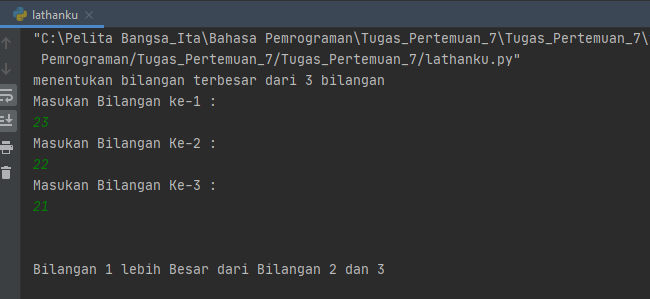 lathanku
"C:\Pelita Bangsa_Ita\Bahasa Pemrograman\Tugas_Pertemuan_7\Tugas_Pertemuan_7\
Pemrograman/Tugas_Pertemuan_7/Tugas_Pertemuan_7/lathanku.py"
menentukan bilangan terbesar dari 3 bilangan
Masukan Bilangan ke-1 :
23
Masukan Bilangan Ke-2 :
22
Masukan Bilangan Ke-3 :
21
Bilangan 1 lebih Besar dari Bilangan 2 dan 3